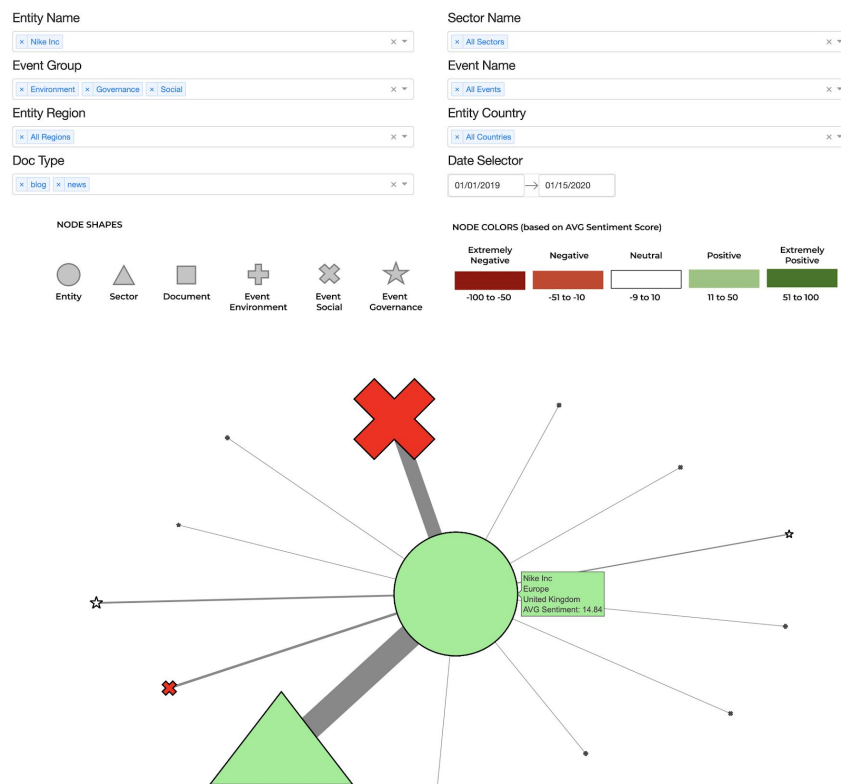 Entity Name
Sector Name
× Nike Inc
× All Sectors
Event Group
Event Name
× Environment × Governance × Social
× All Events
Entity Region
Entity Country
× All Regions
× All Countries
Doc Type
Date Selector
× blog × news
01/01/2019 → 01/15/2020
NODE SHAPES
NODE COLORS (based on AVG Sentiment Score)
Entity
Sector
Document
Event
Environment
Event
Social
Event
Governance
Extremely
Negative
Negative
Neutral
Positive
Extremely
Positive
-100 to -50
-51 to -10
-9 to 10
11 to 50
51 to 100
Nike Inc
Europe
United Kingdom
AVG Sentiment: 14.84